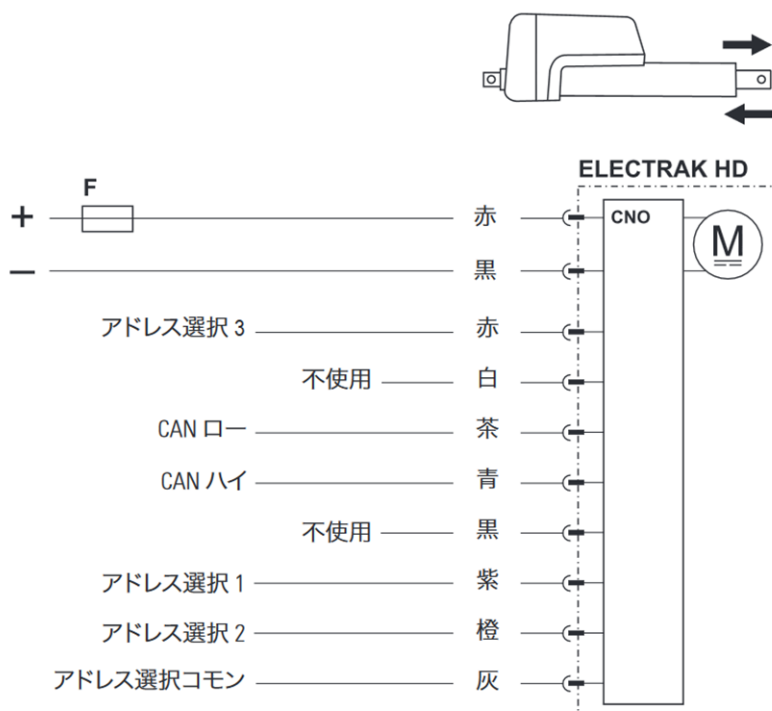 ELECTRAK HD
F
+ 赤 CNO
M
− 黒
アドレス選択 3 赤
不使用 白
CAN ロー 茶
CAN ハイ 青
不使用 黒
アドレス選択 1 紫
アドレス選択 2 橙
アドレス選択コモン 灰